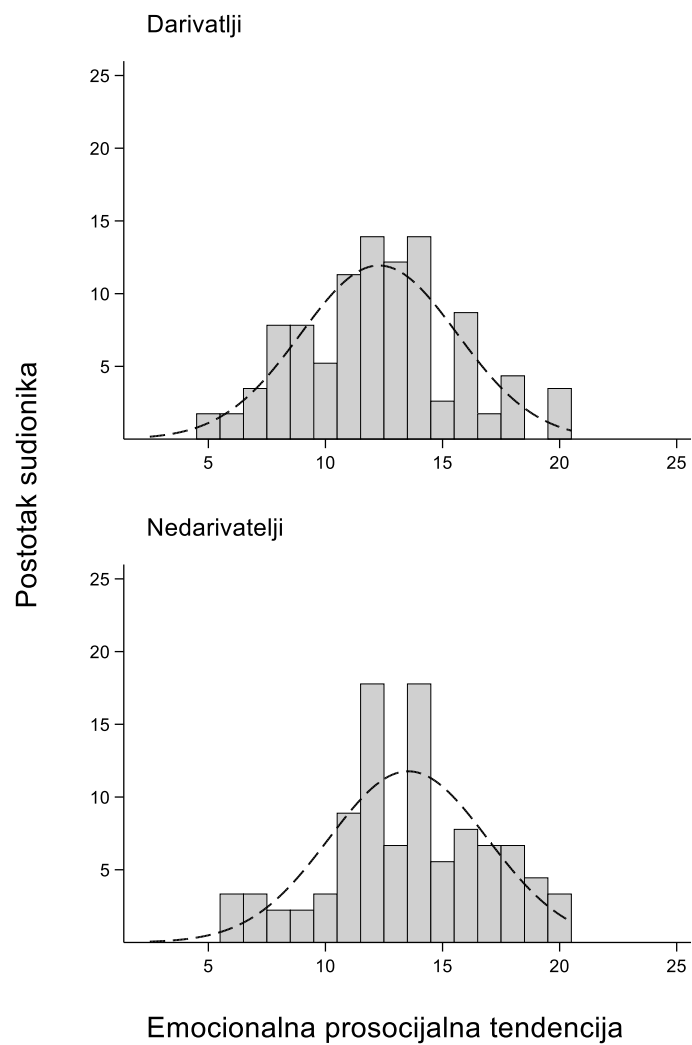 Darivatlji
25
20
15
10
5
5 10 15 20 25
Postotak sudionika
Nedarivatelji
25
20
15
10
5
5 10 15 20 25
Emocionalna prosocijalna tendencija